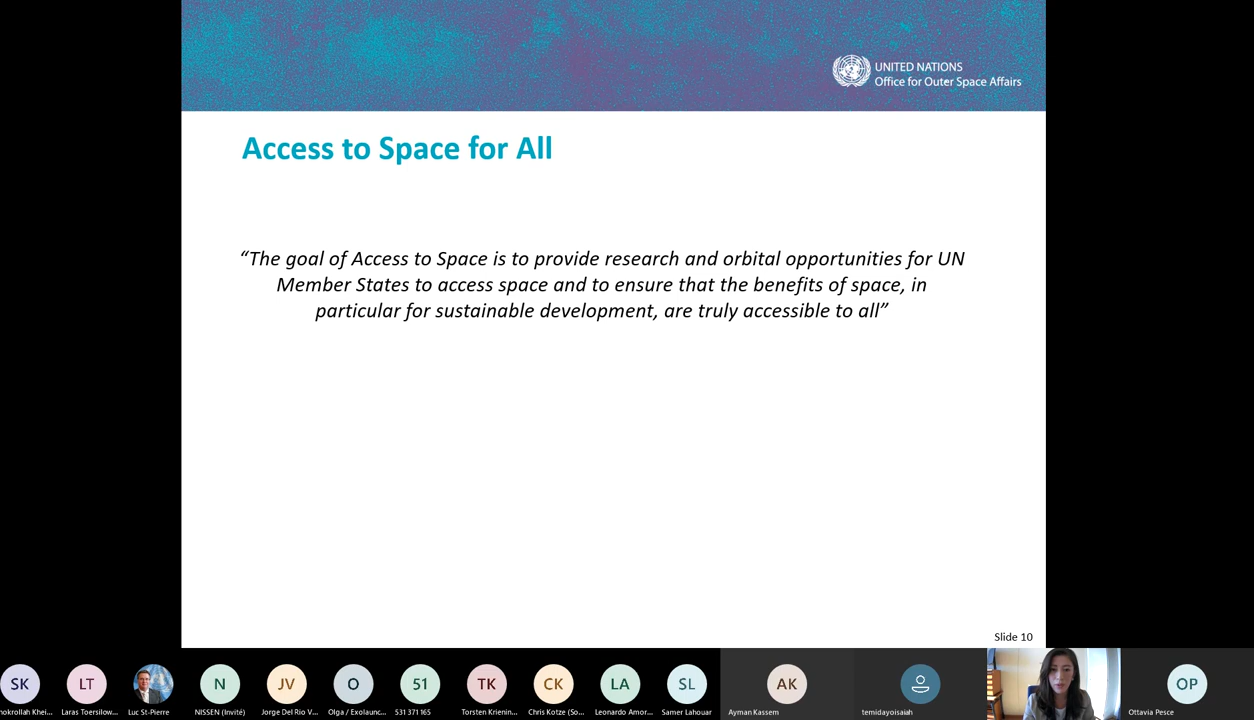 UNITED NATIONS
Office for Outer Space Affairs
Access to Space for All
“The goal of Access to Space is to provide research and orbital opportunities for UN
Member States to access space and to ensure that the benefits of space, in
particular for sustainable development, are truly accessible to all”
Slide 10
SK
LT
N
JV
O
51
TK
CK
LA
SL
AK
OP
nokrollah Khei...
Laras Toersilow...
Luc St-Pierre
NISSEN (Invité)
Jorge Del Rio V...
Olga / Exolaunc...
531 371 165
Torsten Krienin...
Chris Kotze (So...
Leonardo Amor...
Samer Lahouar
Ayman Kassem
temidayoisaiah
Ottavia Pesce